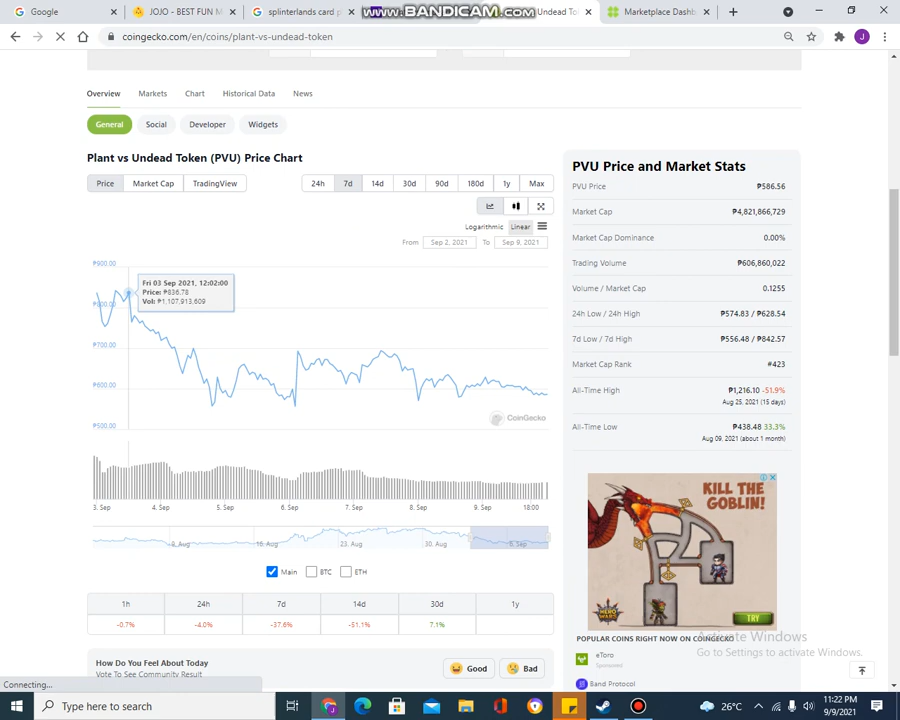 Google
JOJO - BEST FUN M
splinterlands card p
WWW.BANDICAM.COM
Undead To
Marketplace Dashb
coingecko.com/en/coins/plant-vs-undead-token
J
Overview Markets Chart Historical Data News
General Social Developer Widgets
Plant vs Undead Token (PVU) Price Chart
Price Market Cap TradingView
24h 7d 14d 30d 90d 180d 1y Max
Logarithmic Linear
From Sep 2, 2021 To Sep 9, 2021
₱900.00
₱800.00
₱700.00
₱600.00
₱500.00
Fri 03 Sep 2021, 12:02:00
Price: ₱836.78
Vol: ₱1,107,913,609
CoinGecko
3. Sep 4. Sep 5. Sep 6. Sep 7. Sep 8. Sep 9. Sep 18:00
9. Aug 16. Aug 23. Aug 30. Aug 6. Sep
Main BTC ETH
1h 24h 7d 14d 30d 1y
-0.7% -4.0% -37.6% -51.1% 7.1%
How Do You Feel About Today
Vote To See Community Result
Good Bad
PVU Price and Market Stats
PVU Price ₱586.56
Market Cap ₱4,821,866,729
Market Cap Dominance 0.00%
Trading Volume ₱606,860,022
Volume / Market Cap 0.1255
24h Low / 24h High ₱574.83 / ₱628.54
7d Low / 7d High ₱556.48 / ₱842.57
Market Cap Rank #423
All-Time High ₱1,216.10 -51.9%
Aug 25, 2021 (15 days)
All-Time Low ₱438.48 33.3%
Aug 09, 2021 (about 1 month)
KILL THE
GOBLIN!
HERO WARS
TRY
POPULAR COINS RIGHT NOW ON COINGECKO
eToro
Sponsored
Band Protocol
Activate Windows
Go to Settings to activate Windows.
Connecting...
Type here to search
26°C
11:22 PM
9/9/2021